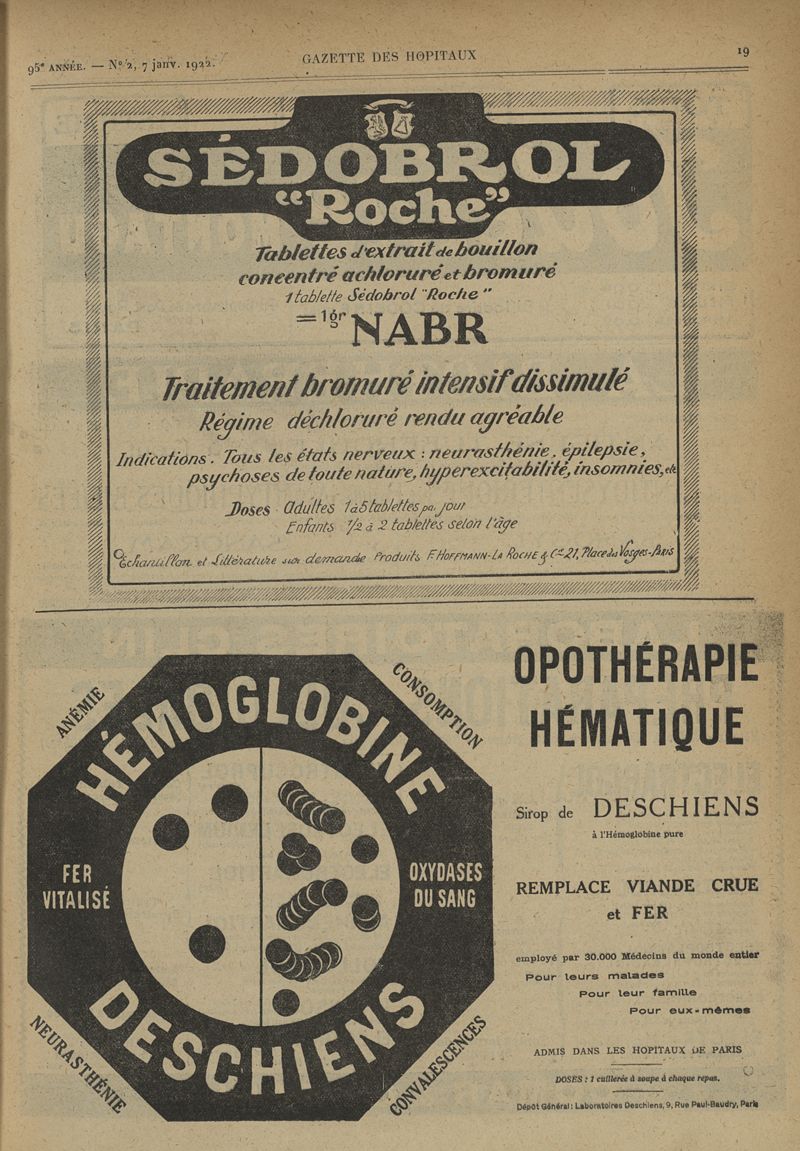 95e ANNÉE. — No 2, 7 janv. 1922.
GAZETTE DES HOPITAUX
19
SÉDOBROL
“Roche”
Tablettes d'extrait de bouillon
concentré achloruré et bromuré
1 tablette Sédobrol "Roche"
= 1gr NABR
Traitement bromuré intensif dissimulé
Régime déchloruré rendu agréable
Indications. Tous les états nerveux : neurasthénie, épilepsie,
psychoses de toute nature, hyperexcitabilité, insomnies, etc
Doses Adultes 1 à 5 tablettes par jour
Enfants 1/2 à 2 tablettes selon l'âge
Echantillon et Littérature sur demande Produits F. HOFFMANN-LA ROCHE & Cie 21, Place des Vosges-Paris
ANÉMIE
CONSOMPTION
HÉMOGLOBINE
FER
VITALISÉ
OXYDASES
DU SANG
DESCHIENS
NEURASTHÉNIE
CONVALESCENCES
OPOTHÉRAPIE
HÉMATIQUE
Sirop de DESCHIENS
à l'Hémoglobine pure
REMPLACE VIANDE CRUE
et FER
employé par 30.000 Médecins du monde entier
Pour leurs malades
Pour leur famille
Pour eux-mêmes
ADMIS DANS LES HOPITAUX DE PARIS
DOSES : 1 cuillerée à soupe à chaque repas.
Dépôt Général : Laboratoires Deschiens, 9, Rue Paul-Baudry, Paris